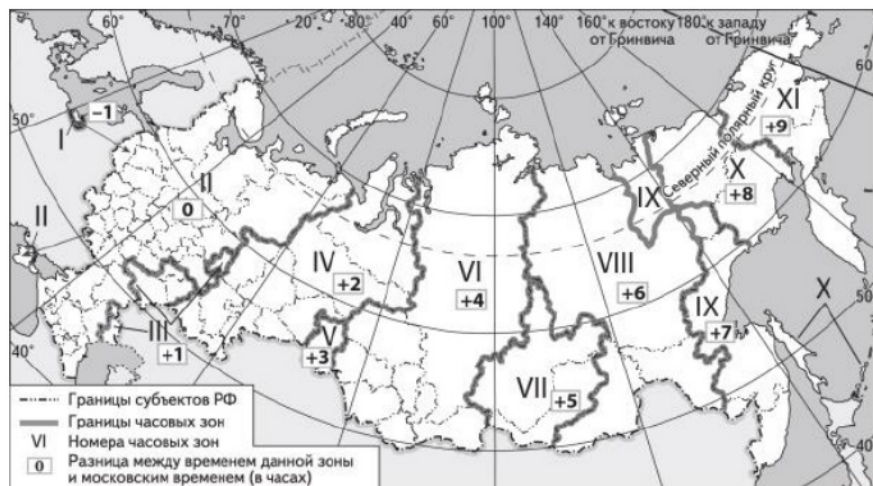 60° 70° 80° 40° 60° 100° 140° 160° к востоку 180° к западу
от Гринвича от Гринвича
60
50°
I
−1
Северный полярный круг
XI
+9
II
0
IX
X
+8
II
IV
+2
VI
+4
VIII
+6
X
50
IX
+7
III
+1
V
+3
40°
VII
+5
40
Границы субъектов РФ
Границы часовых зон
VI Номера часовых зон
0 Разница между временем данной зоны
и московским временем (в часах)